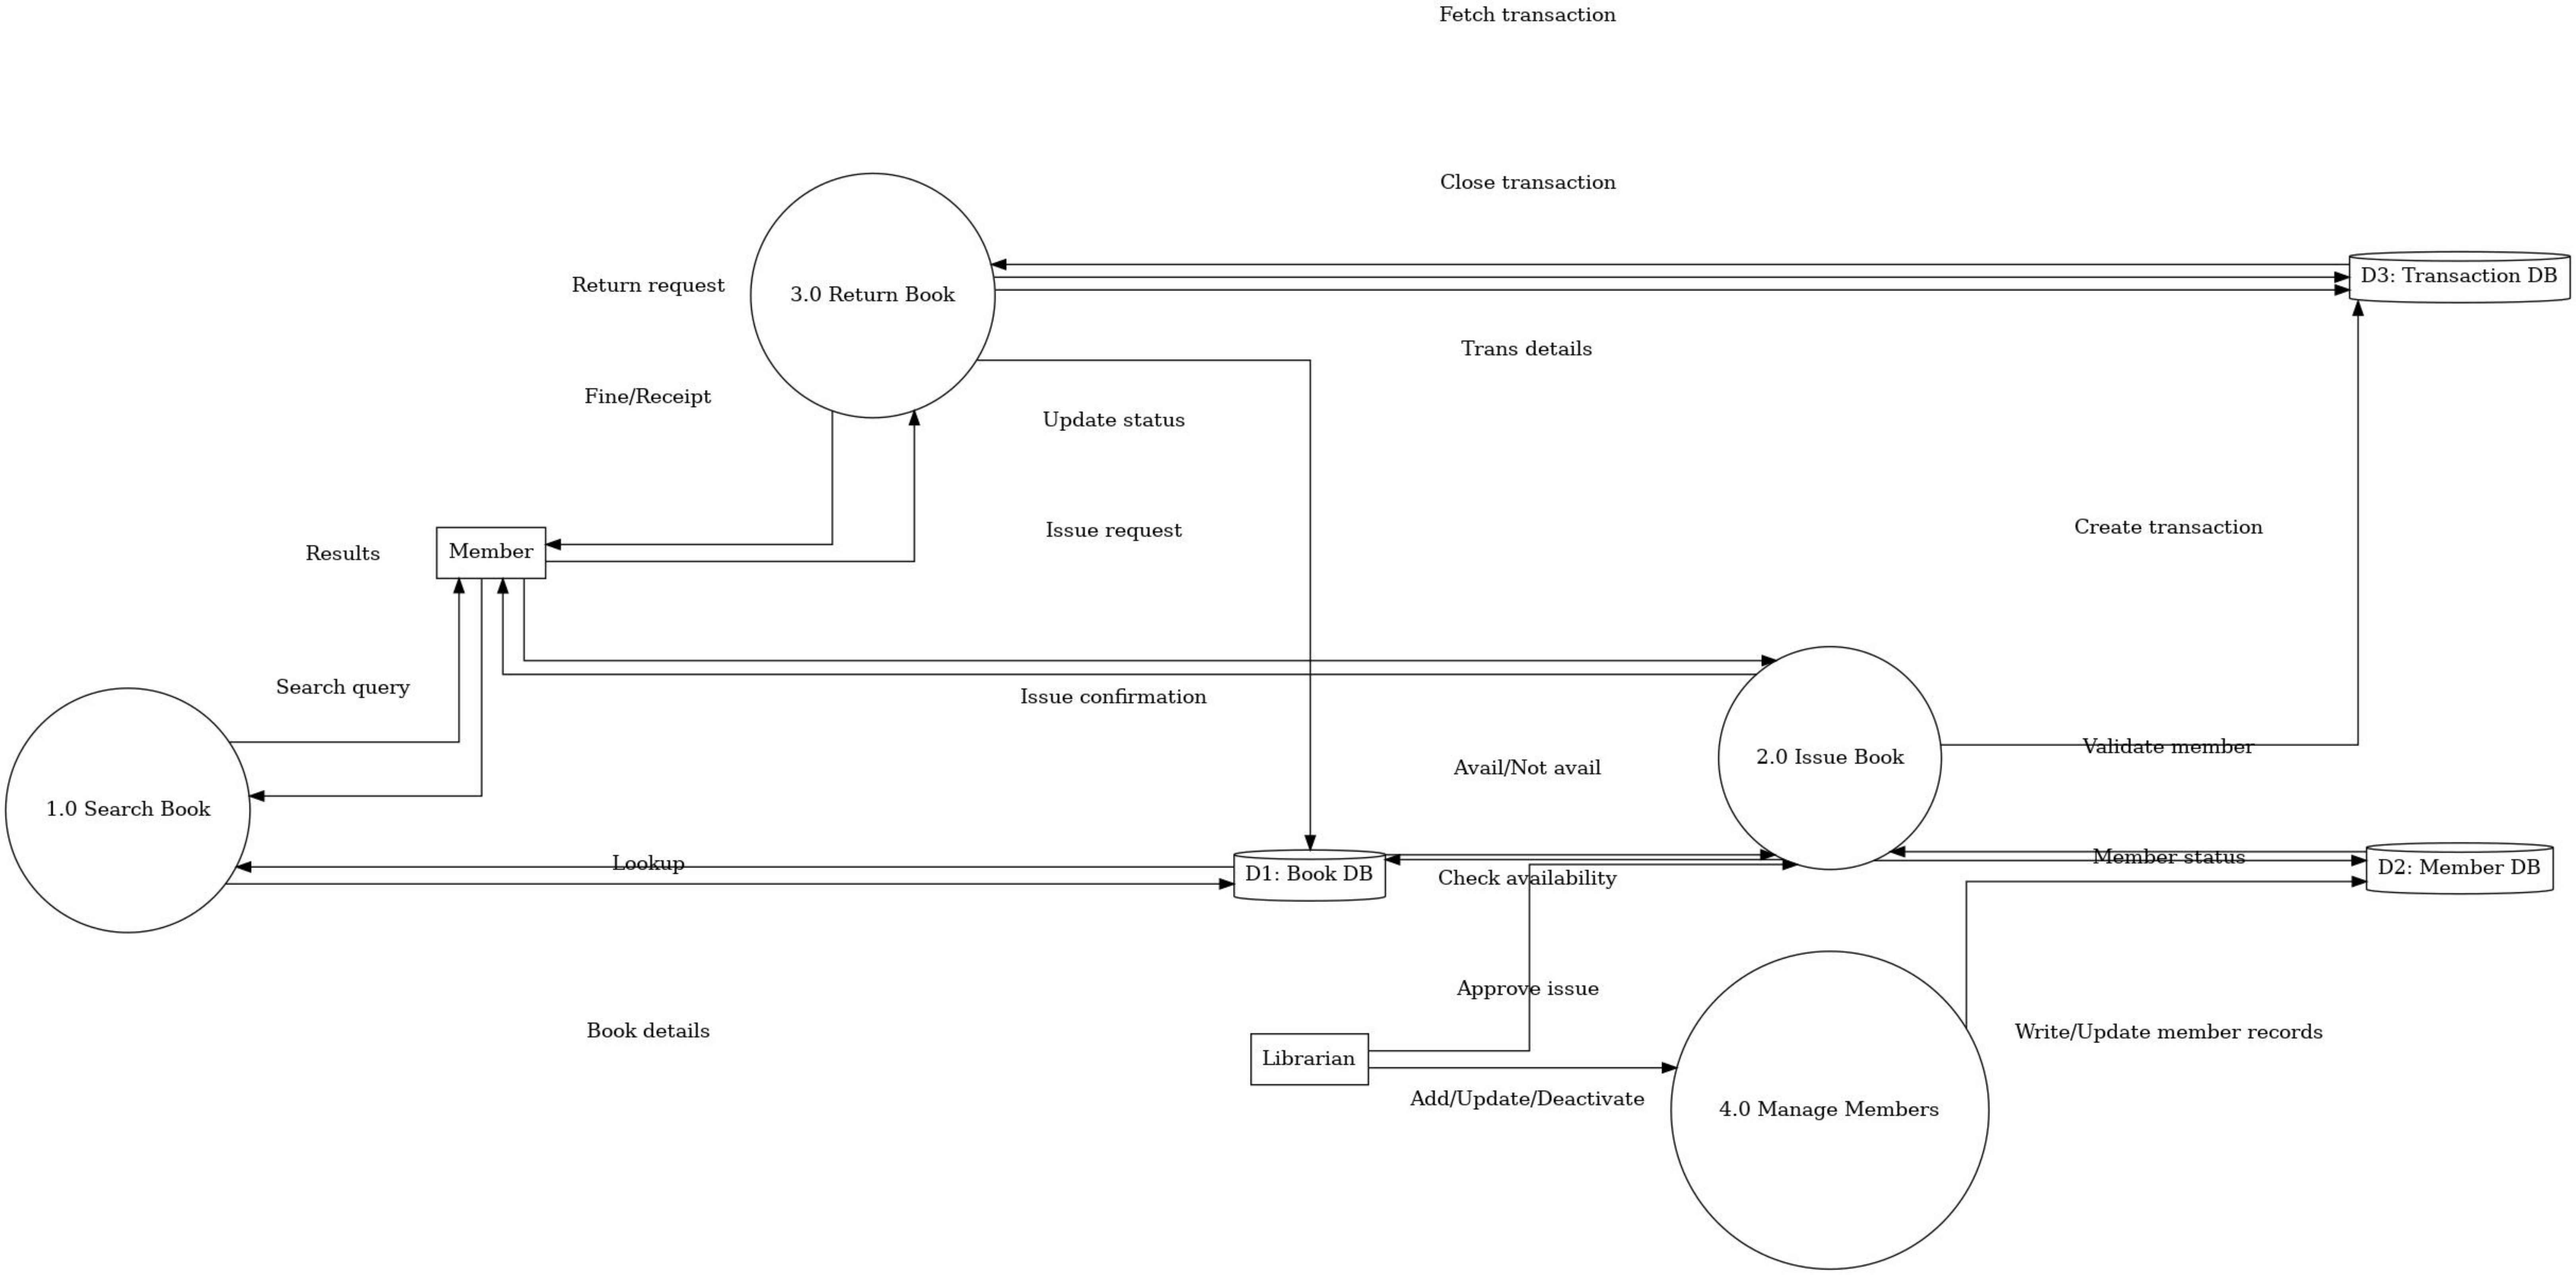 Fetch transaction
Close transaction
D3: Transaction DB
Return request
3.0 Return Book
Trans details
Fine/Receipt
Update status
Issue request
Create transaction
Results
Member
Search query
Issue confirmation
Validate member
2.0 Issue Book
Avail/Not avail
1.0 Search Book
Lookup
D1: Book DB
Check availability
Member status
D2: Member DB
Approve issue
Book details
Librarian
Write/Update member records
Add/Update/Deactivate
4.0 Manage Members